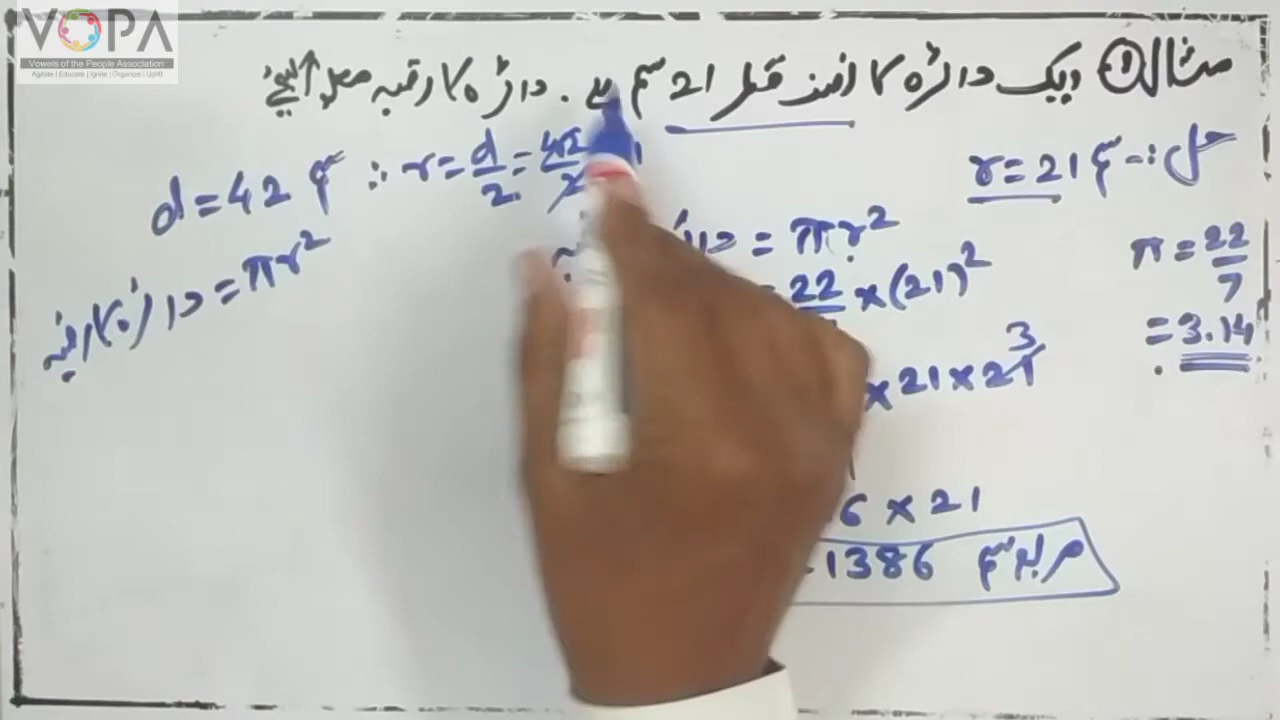 VOPA
Vowels of the People Association
Agitate | Educate | Ignite | Organize | Uplift
مثال ① ایک دائرہ کا نصف قطر 21 سم ہے۔ دائرہ کا رقبہ معلوم کیجیے
حل :-
r = 21 سم
π = 22/7
= 3.14
= πr²
22 × (21)²
× 21 × 21 3
6 × 21
1386 مربع سم
d = 42 سم ∴ r = d/2 = 42/2
دائرہ کا رقبہ = πr²